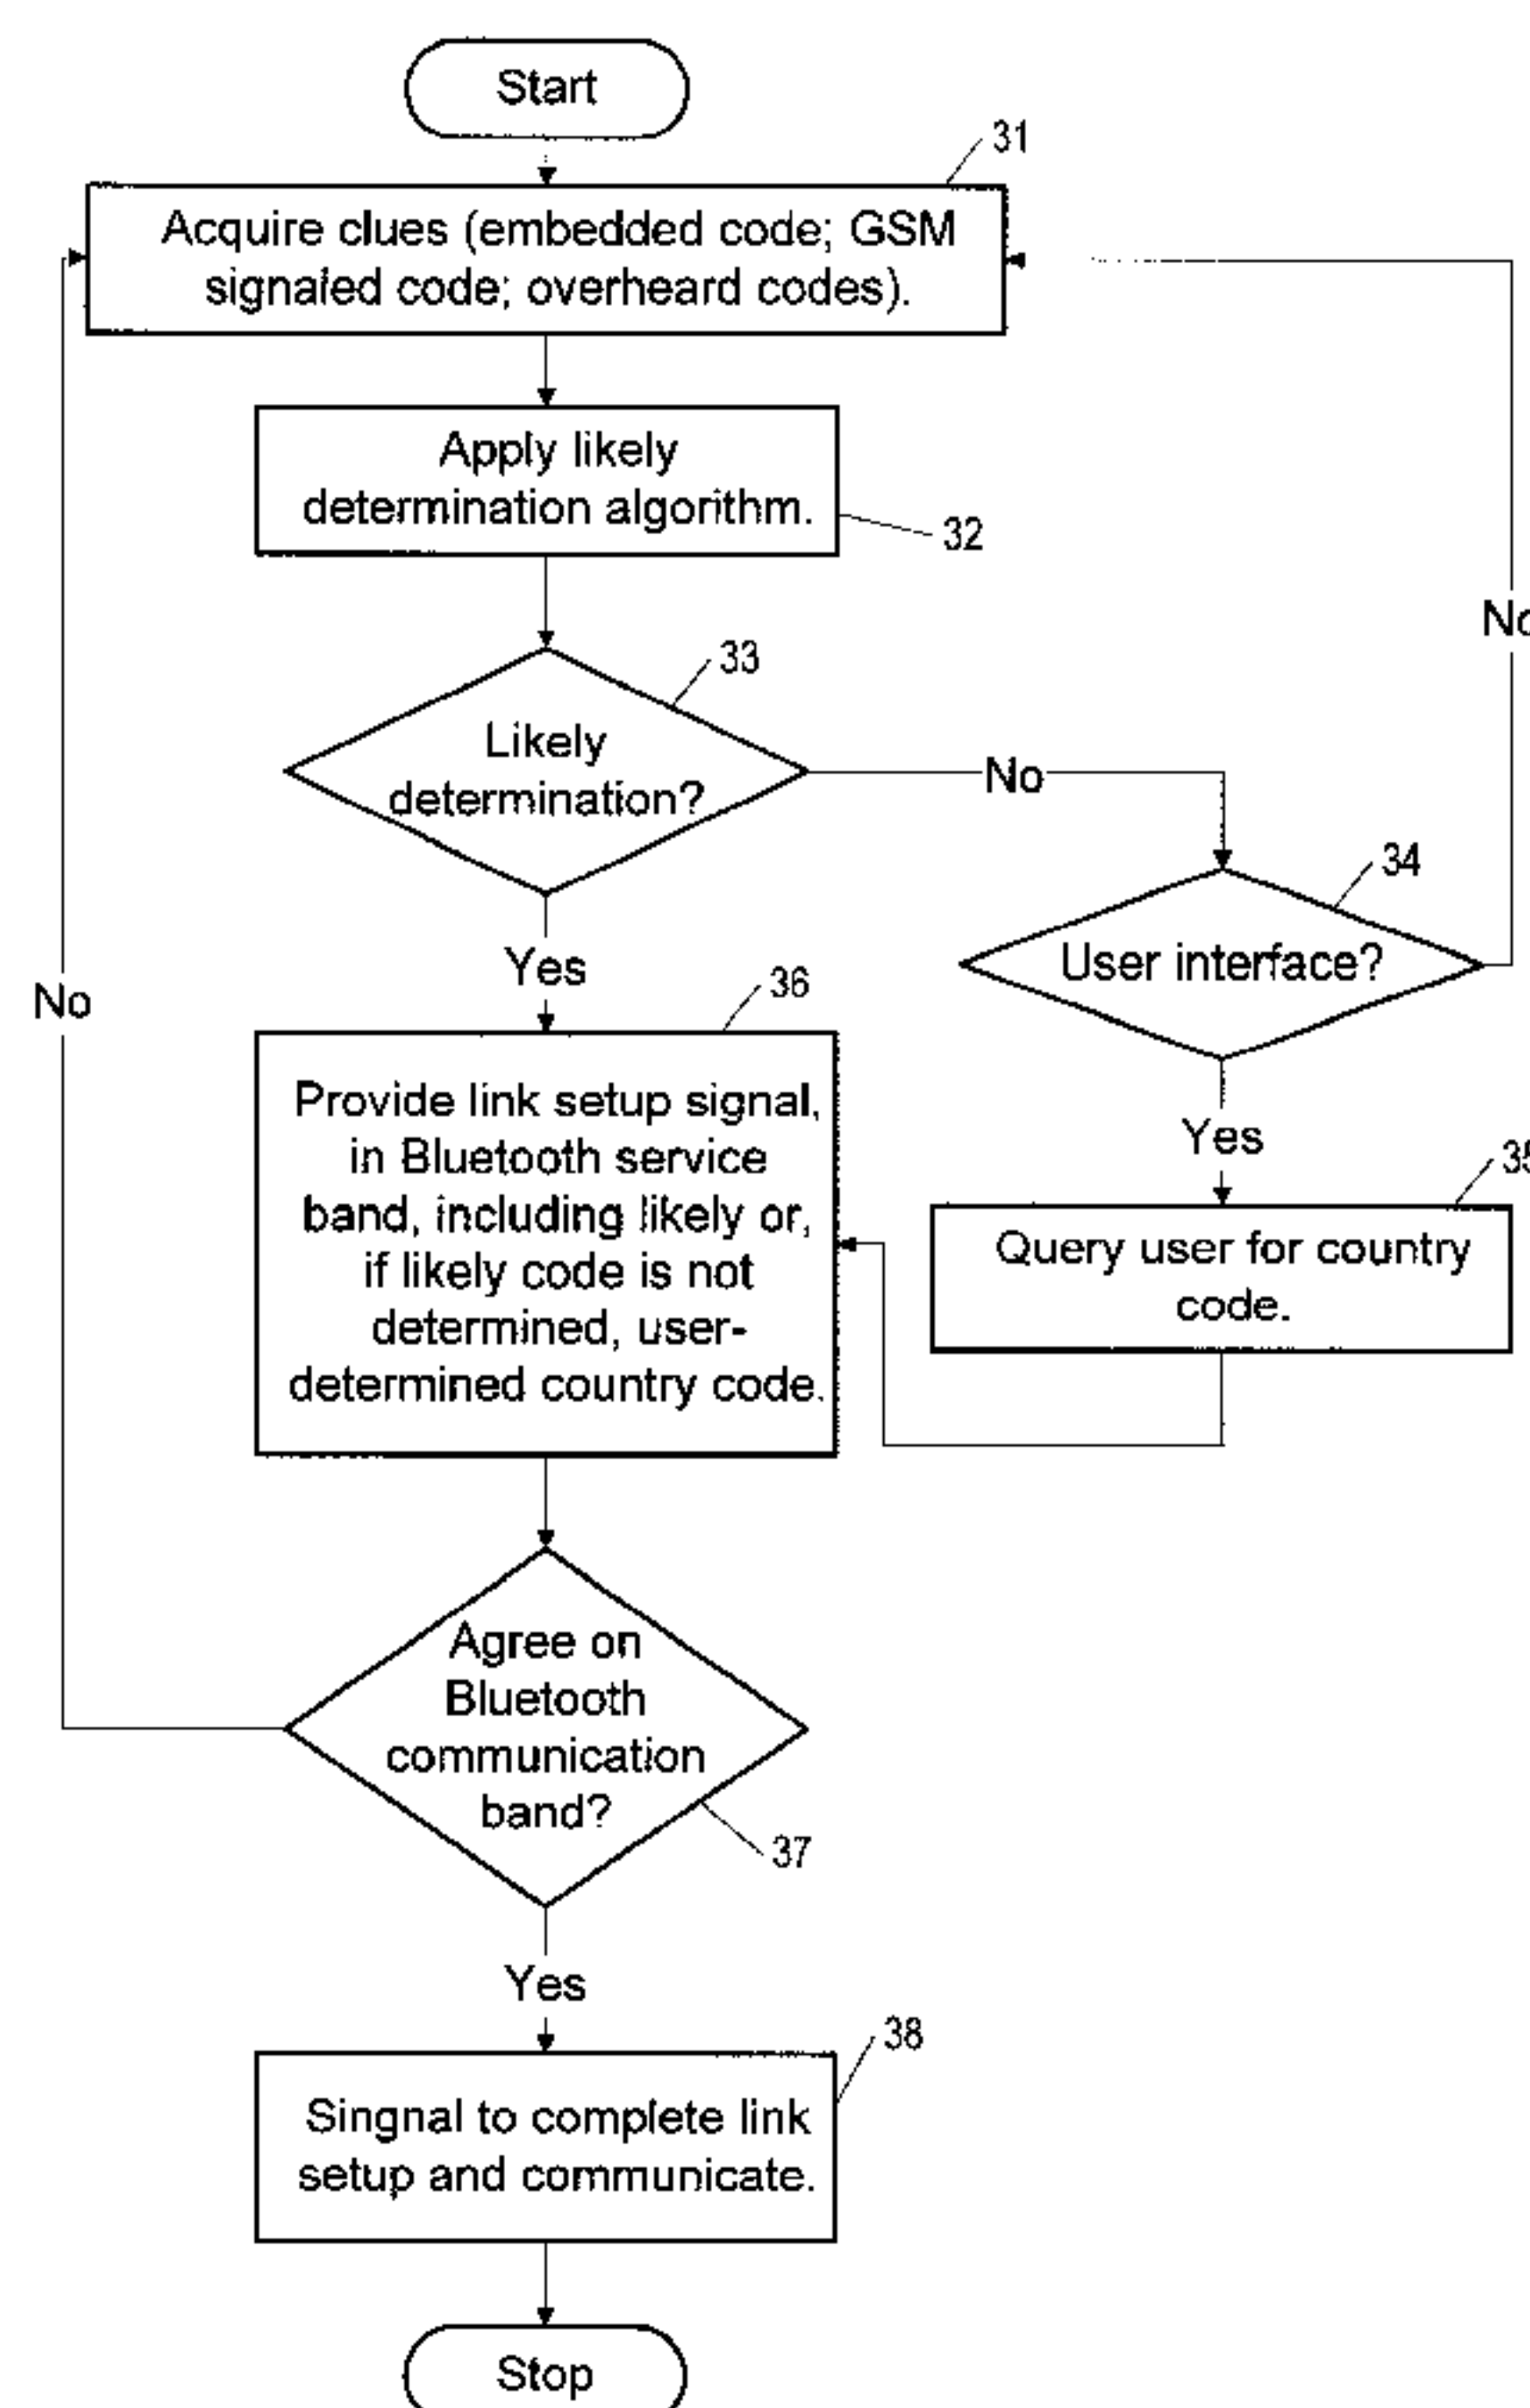 Start
31
Acquire clues (embedded code; GSM
signaled code; overheard codes).
Apply likely
determination algorithm.
32
33
Likely
determination?
No
No
34
User interface?
Yes
Yes
36
No
Provide link setup signal,
in Bluetooth service
band, including likely or,
if likely code is not
determined, user-
determined country code.
35
Query user for country
code.
Agree on
Bluetooth
communication
band?
37
Yes
38
Singnal to complete link
setup and communicate.
Stop